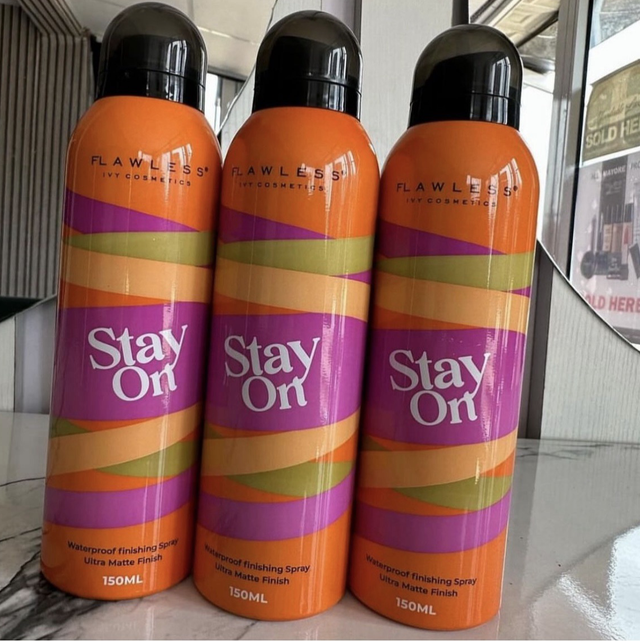 FLAWLESS®
IVY COSMETICS
Stay
On
Waterproof finishing Spray
Ultra Matte Finish
150ML
FLAWLESS®
IVY COSMETICS
Stay
On
Waterproof finishing Spray
Ultra Matte Finish
150ML
FLAWLESS®
IVY COSMETICS
Stay
On
Waterproof finishing Spray
Ultra Matte Finish
150ML
SOLD HE
OLD HERE